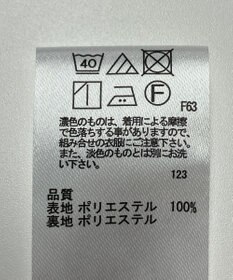 40
F
F63
濃色のものは、着用による摩擦
で色落ちする事がありますので、
組み合せの衣服にご注意下さい。
また、淡色のものとは別にお洗
い下さい。
123
品質
表地 ポリエステル 100%
裏地 ポリエステル